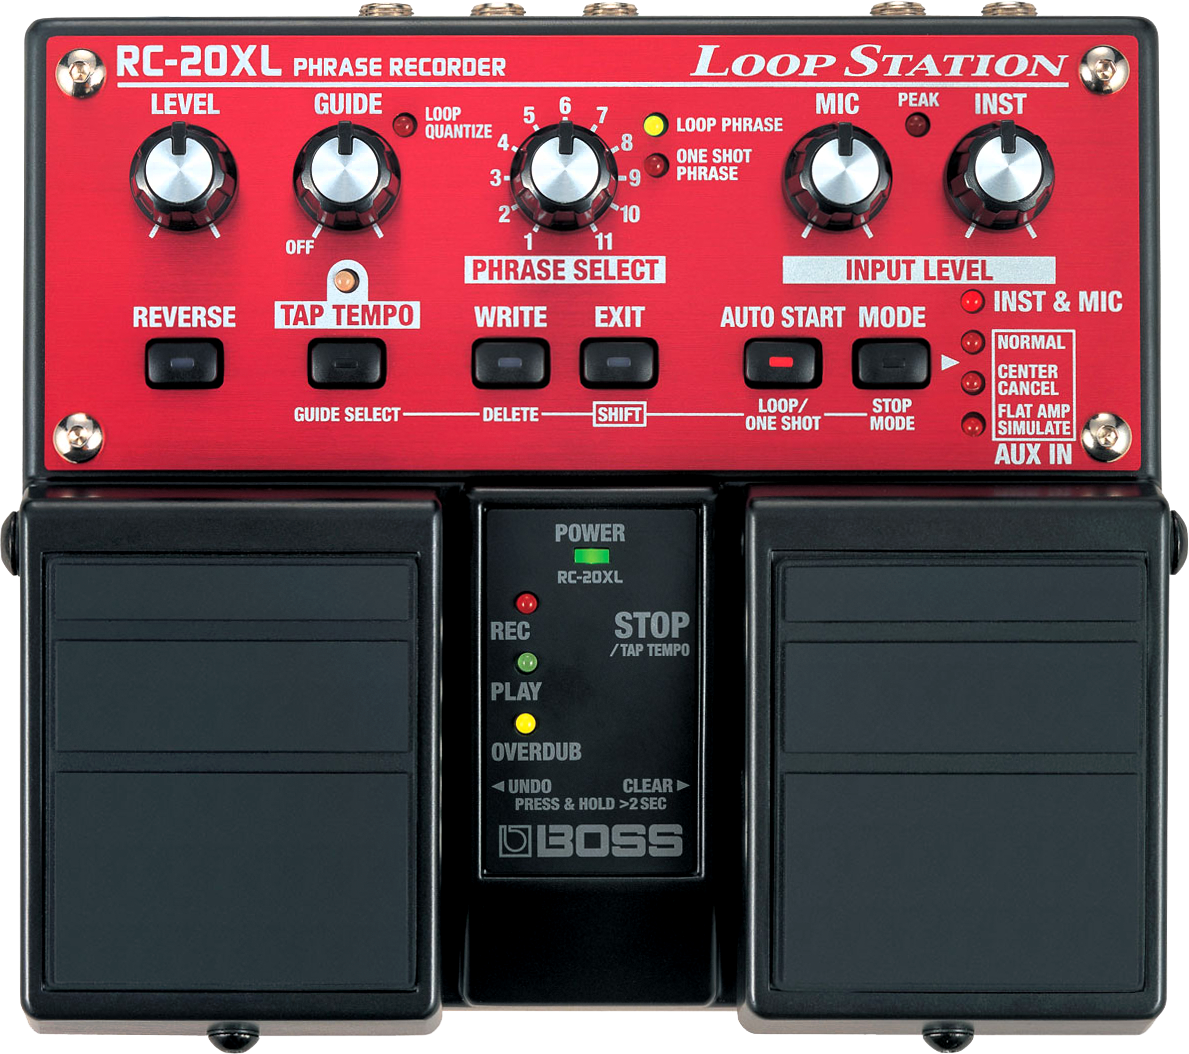 RC-20XL PHRASE RECORDER
LOOP STATION
LEVEL
GUIDE
LOOP
QUANTIZE
OFF
1
2
3
4
5
6
7
8
9
10
11
LOOP PHRASE
ONE SHOT
PHRASE
MIC
PEAK
INST
PHRASE SELECT
INPUT LEVEL
REVERSE
TAP TEMPO
WRITE
EXIT
AUTO START
MODE
INST & MIC
NORMAL
CENTER
CANCEL
FLAT AMP
SIMULATE
AUX IN
GUIDE SELECT
DELETE
SHIFT
LOOP/
ONE SHOT
STOP
MODE
POWER
RC-20XL
REC
STOP
/TAP TEMPO
PLAY
OVERDUB
◀UNDO CLEAR▶
PRESS & HOLD >2 SEC
BOSS